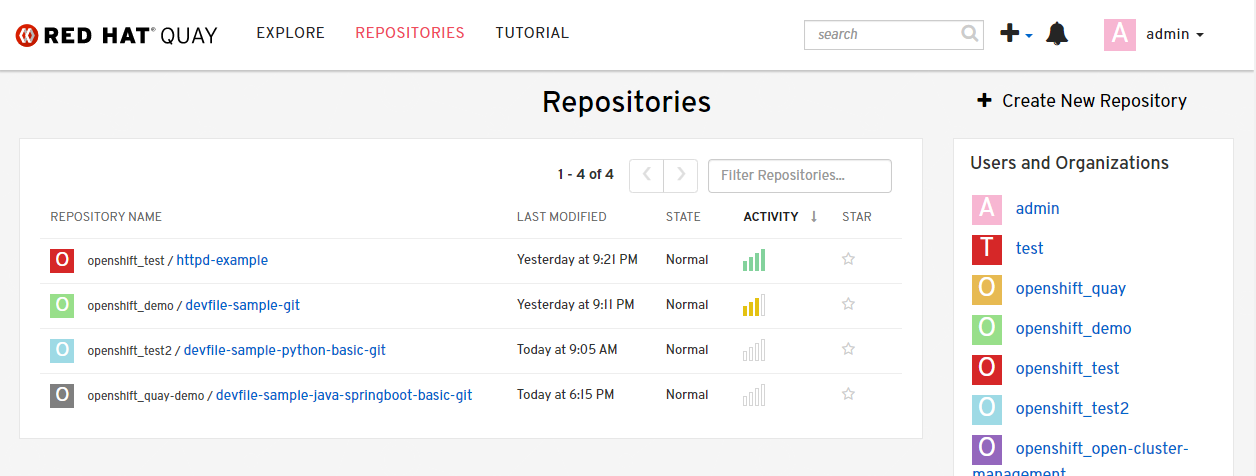 RED HAT® QUAY EXPLORE REPOSITORIES TUTORIAL search A admin
Repositories
+ Create New Repository
1 - 4 of 4 Filter Repositories...
REPOSITORY NAME LAST MODIFIED STATE ACTIVITY ↓ STAR
O openshift_test / httpd-example Yesterday at 9:21 PM Normal
O openshift_demo / devfile-sample-git Yesterday at 9:11 PM Normal
O openshift_test2 / devfile-sample-python-basic-git Today at 9:05 AM Normal
O openshift_quay-demo / devfile-sample-java-springboot-basic-git Today at 6:15 PM Normal
Users and Organizations
A admin
T test
O openshift_quay
O openshift_demo
O openshift_test
O openshift_test2
O openshift_open-cluster-
management